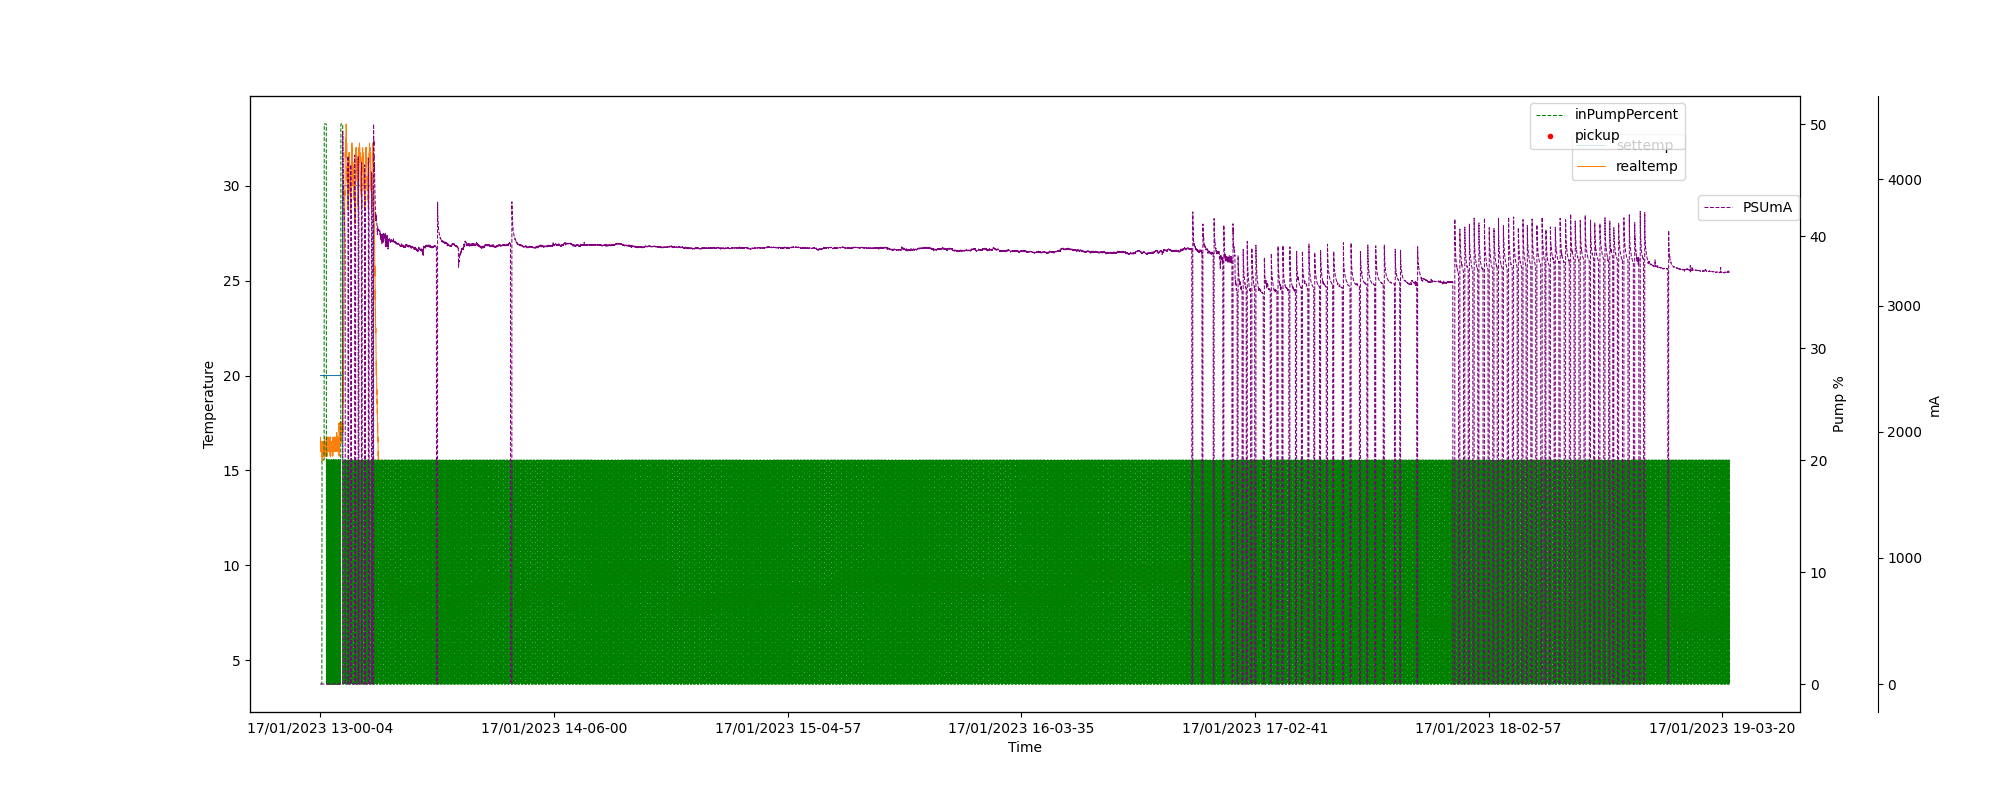 inPumpPercent
pickup
settemp
realtemp
PSUmA
30
25
20
15
10
5
Temperature
50
40
30
20
10
0
Pump %
4000
3000
2000
1000
0
mA
17/01/2023 13-00-04
17/01/2023 14-06-00
17/01/2023 15-04-57
17/01/2023 16-03-35
17/01/2023 17-02-41
17/01/2023 18-02-57
17/01/2023 19-03-20
Time